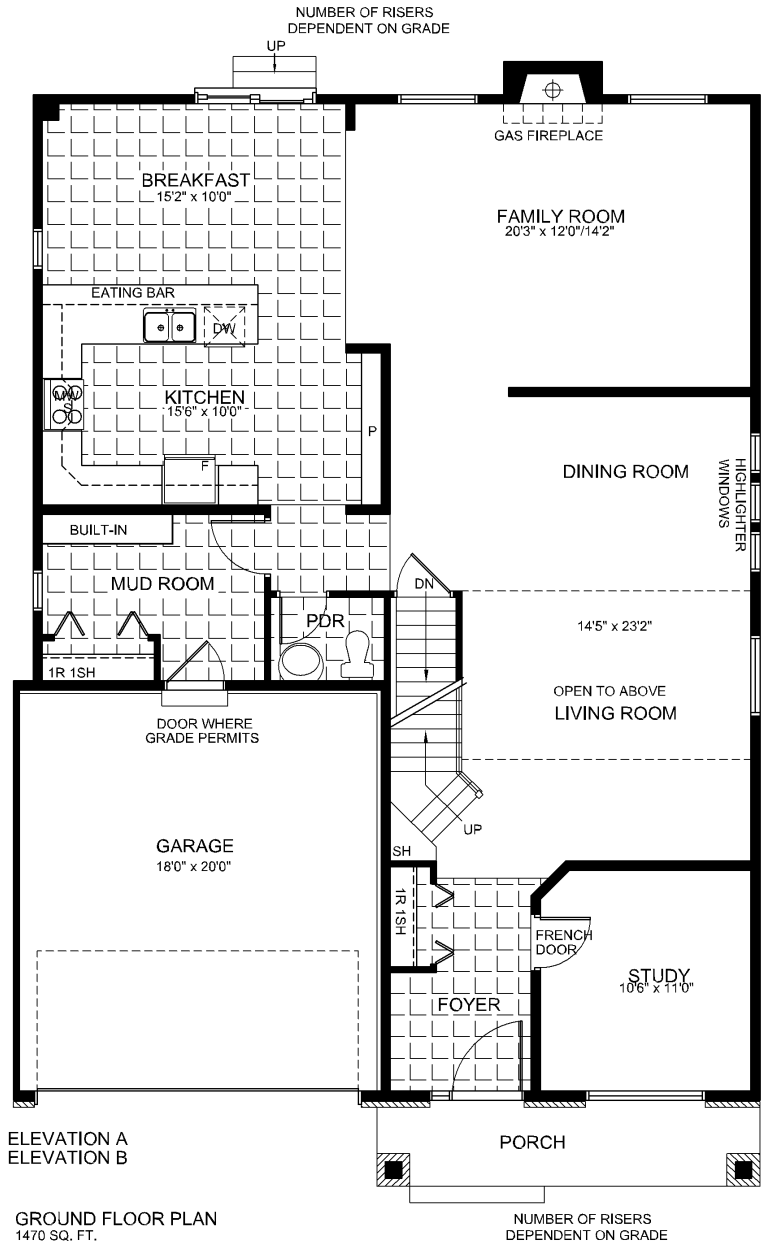 NUMBER OF RISERS
DEPENDENT ON GRADE
UP
GAS FIREPLACE
BREAKFAST
15'2" x 10'0"
FAMILY ROOM
20'3" x 12'0"/14'2"
EATING BAR
DW
MW
S
KITCHEN
15'6" x 10'0"
P
F
DINING ROOM
HIGHLIGHTER
WINDOWS
BUILT-IN
MUD ROOM
DN
PDR
14'5" x 23'2"
1R 1SH
OPEN TO ABOVE
LIVING ROOM
DOOR WHERE
GRADE PERMITS
UP
GARAGE
18'0" x 20'0"
SH
1R 1SH
FRENCH
DOOR
STUDY
10'6" x 11'0"
FOYER
ELEVATION A
ELEVATION B
PORCH
GROUND FLOOR PLAN
1470 SQ. FT.
NUMBER OF RISERS
DEPENDENT ON GRADE